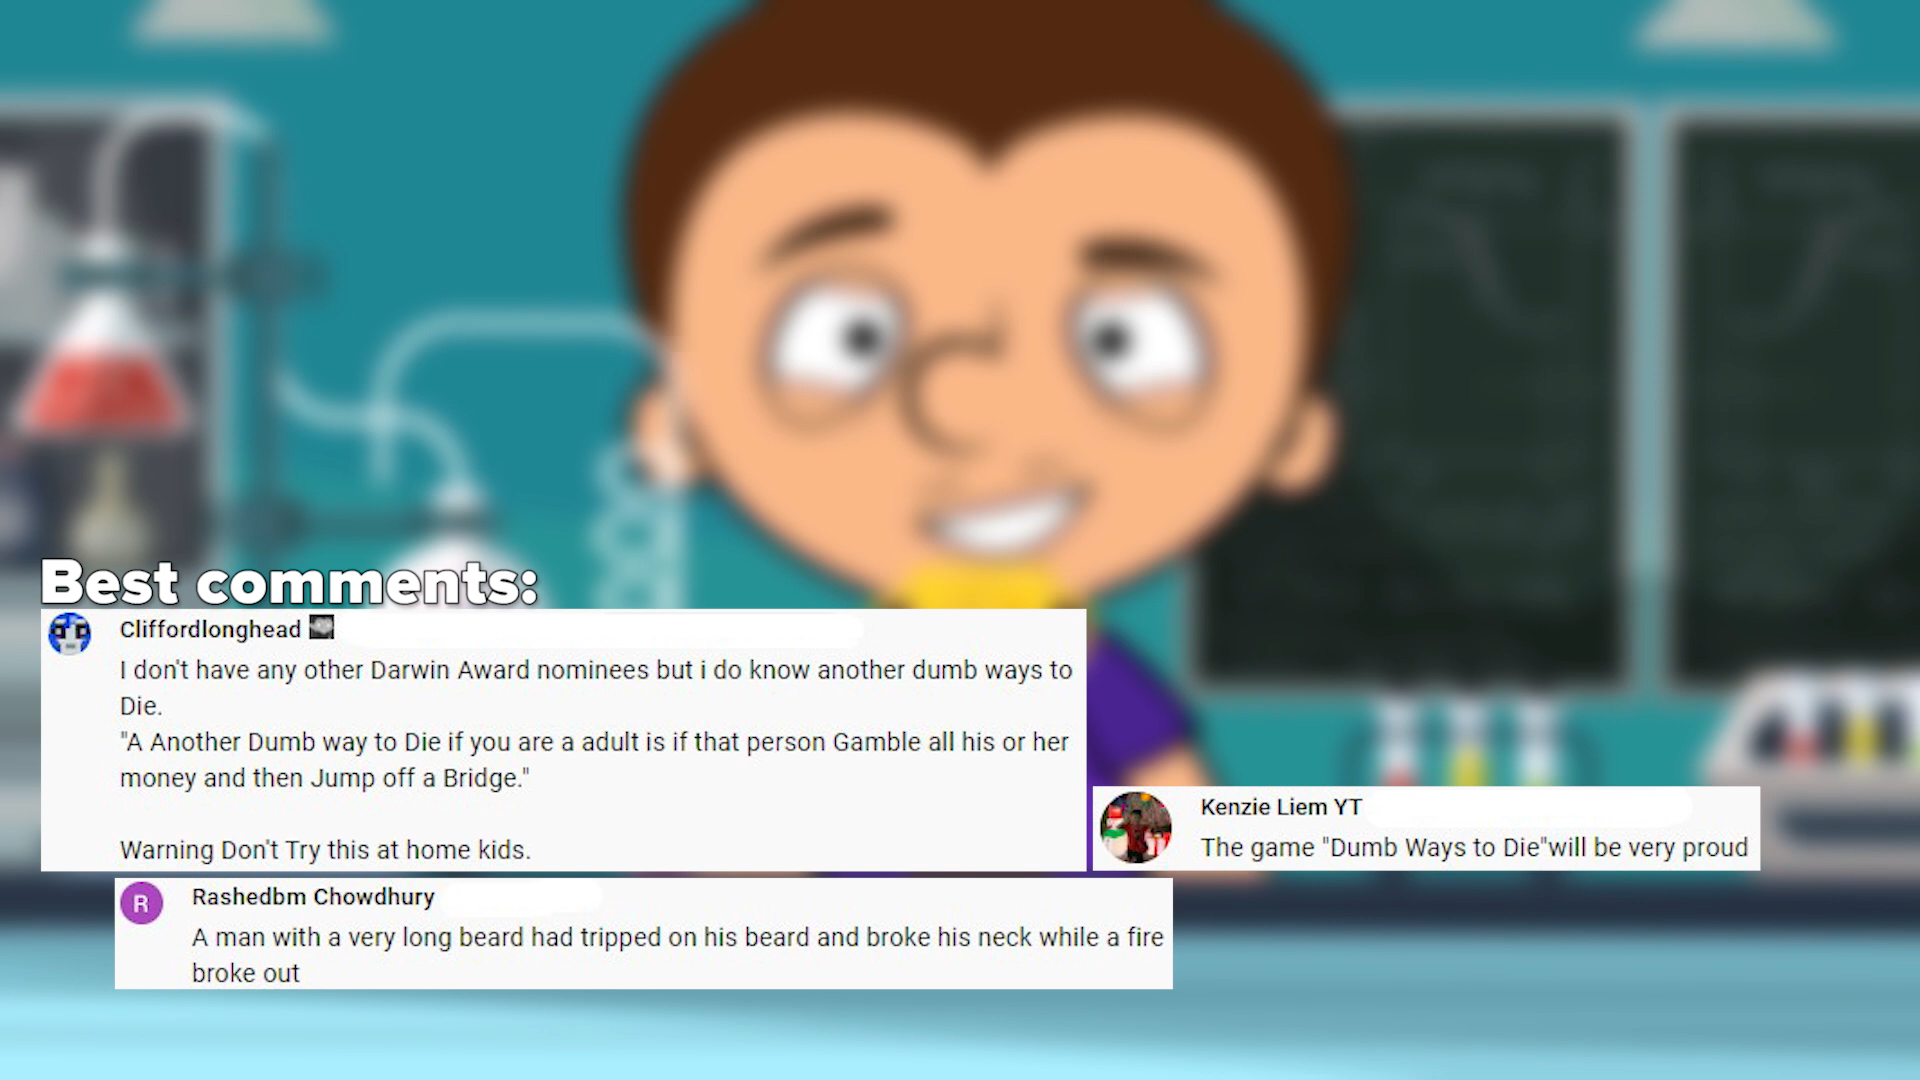 Best comments:
Cliffordlonghead
I don't have any other Darwin Award nominees but i do know another dumb ways to
Die.
"A Another Dumb way to Die if you are a adult is if that person Gamble all his or her
money and then Jump off a Bridge."
Warning Don't Try this at home kids.
Kenzie Liem YT
The game "Dumb Ways to Die"will be very proud
R
Rashedbm Chowdhury
A man with a very long beard had tripped on his beard and broke his neck while a fire
broke out